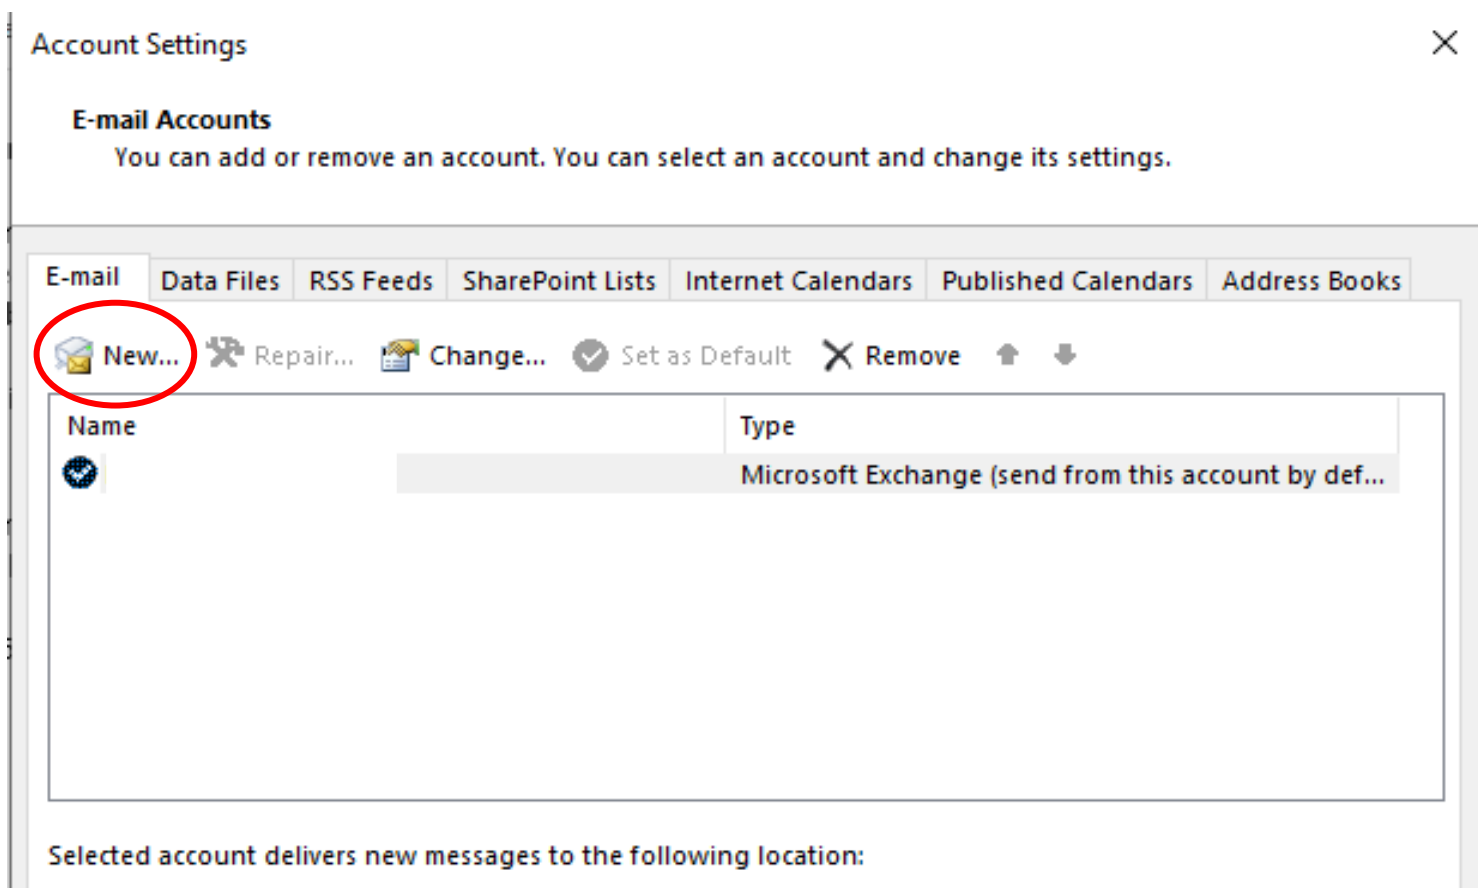 Account Settings
E-mail Accounts
You can add or remove an account. You can select an account and change its settings.
E-mail Data Files RSS Feeds SharePoint Lists Internet Calendars Published Calendars Address Books
New... Repair... Change... Set as Default Remove
Name Type
Microsoft Exchange (send from this account by def...
Selected account delivers new messages to the following location: